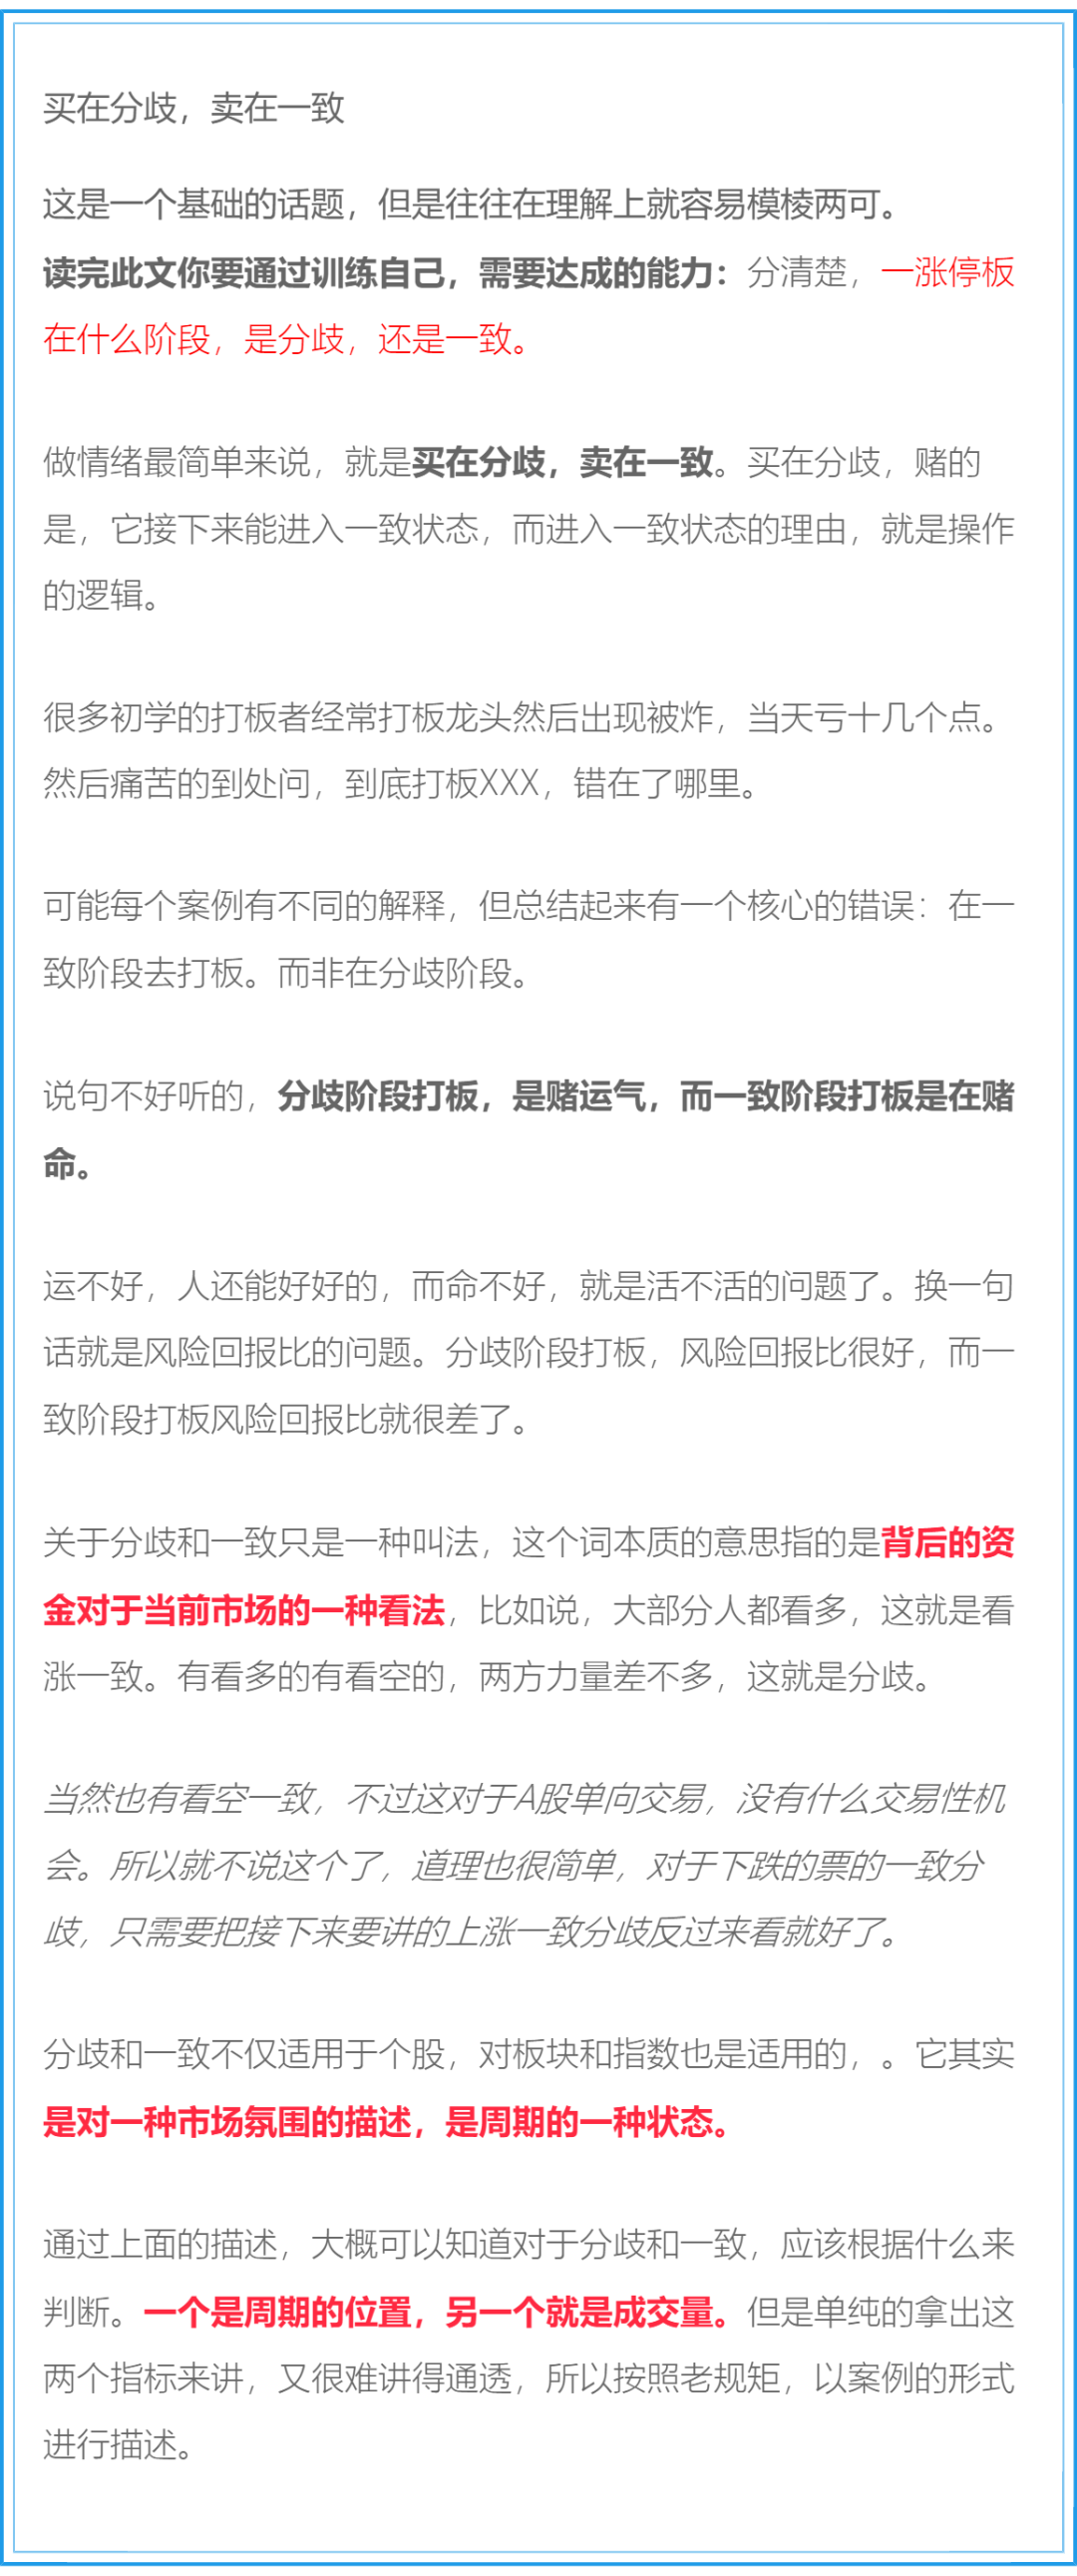 买在分歧，卖在一致
这是一个基础的话题，但是往往在理解上就容易模棱两可。
读完此文你要通过训练自己，需要达成的能力：分清楚，一涨停板
在什么阶段，是分歧，还是一致。
做情绪最简单来说，就是买在分歧，卖在一致。买在分歧，赌的
是，它接下来能进入一致状态，而进入一致状态的理由，就是操作
的逻辑。
很多初学的打板者经常打板龙头然后出现被炸，当天亏十几个点。
然后痛苦的到处问，到底打板XXX，错在了哪里。
可能每个案例有不同的解释，但总结起来有一个核心的错误：在一
致阶段去打板。而非在分歧阶段。
说句不好听的，分歧阶段打板，是赌运气，而一致阶段打板是在赌
命。
运不好，人还能好好的，而命不好，就是活不活的问题了。换一句
话就是风险回报比的问题。分歧阶段打板，风险回报比很好，而一
致阶段打板风险回报比就很差了。
关于分歧和一致只是一种叫法，这个词本质的意思指的是背后的资
金对于当前市场的一种看法，比如说，大部分人都看多，这就是看
涨一致。有看多的有看空的，两方力量差不多，这就是分歧。
当然也有看空一致，不过这对于A股单向交易，没有什么交易性机
会。所以就不说这个了，道理也很简单，对于下跌的票的一致分
歧，只需要把接下来要讲的上涨一致分歧反过来看就好了。
分歧和一致不仅适用于个股，对板块和指数也是适用的，。它其实
是对一种市场氛围的描述，是周期的一种状态。
通过上面的描述，大概可以知道对于分歧和一致，应该根据什么来
判断。一个是周期的位置，另一个就是成交量。但是单纯的拿出这
两个指标来讲，又很难讲得通透，所以按照老规矩，以案例的形式
进行描述。